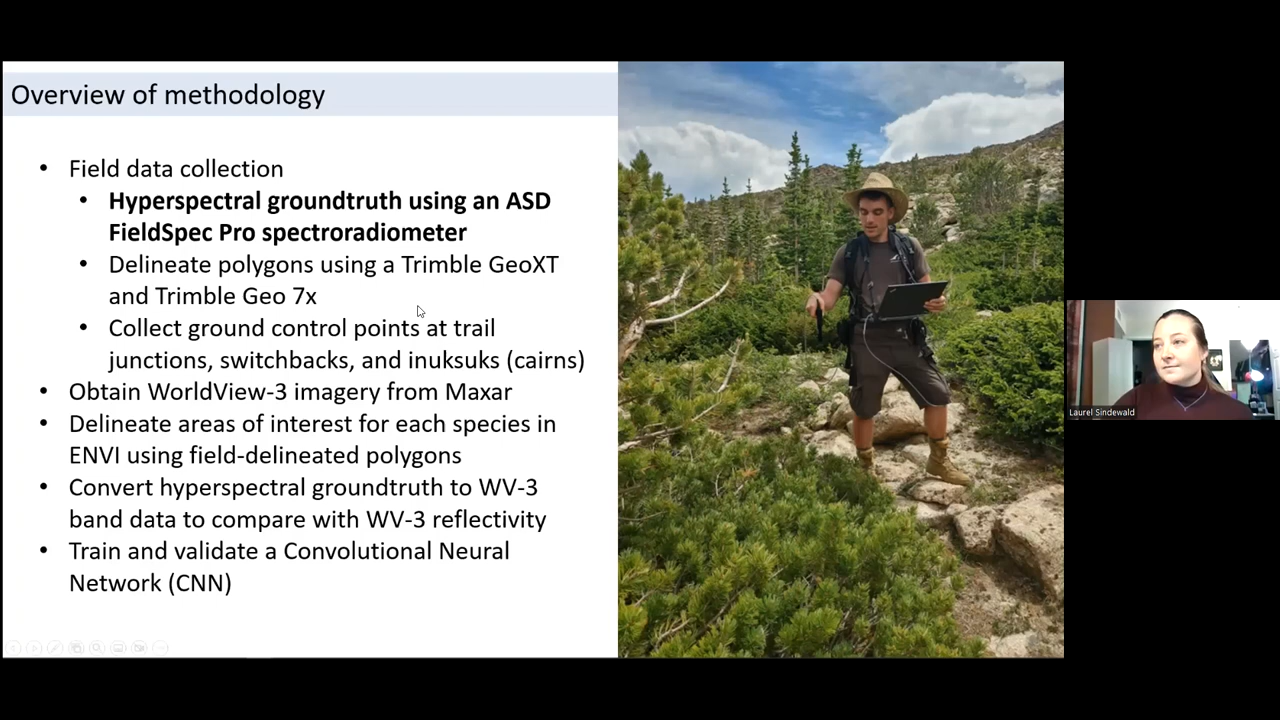 Overview of methodology
• Field data collection
• Hyperspectral groundtruth using an ASD
FieldSpec Pro spectroradiometer
• Delineate polygons using a Trimble GeoXT
and Trimble Geo 7x
• Collect ground control points at trail
junctions, switchbacks, and inuksuks (cairns)
• Obtain WorldView-3 imagery from Maxar
• Delineate areas of interest for each species in
ENVI using field-delineated polygons
• Convert hyperspectral groundtruth to WV-3
band data to compare with WV-3 reflectivity
• Train and validate a Convolutional Neural
Network (CNN)
Laurel Sindewald